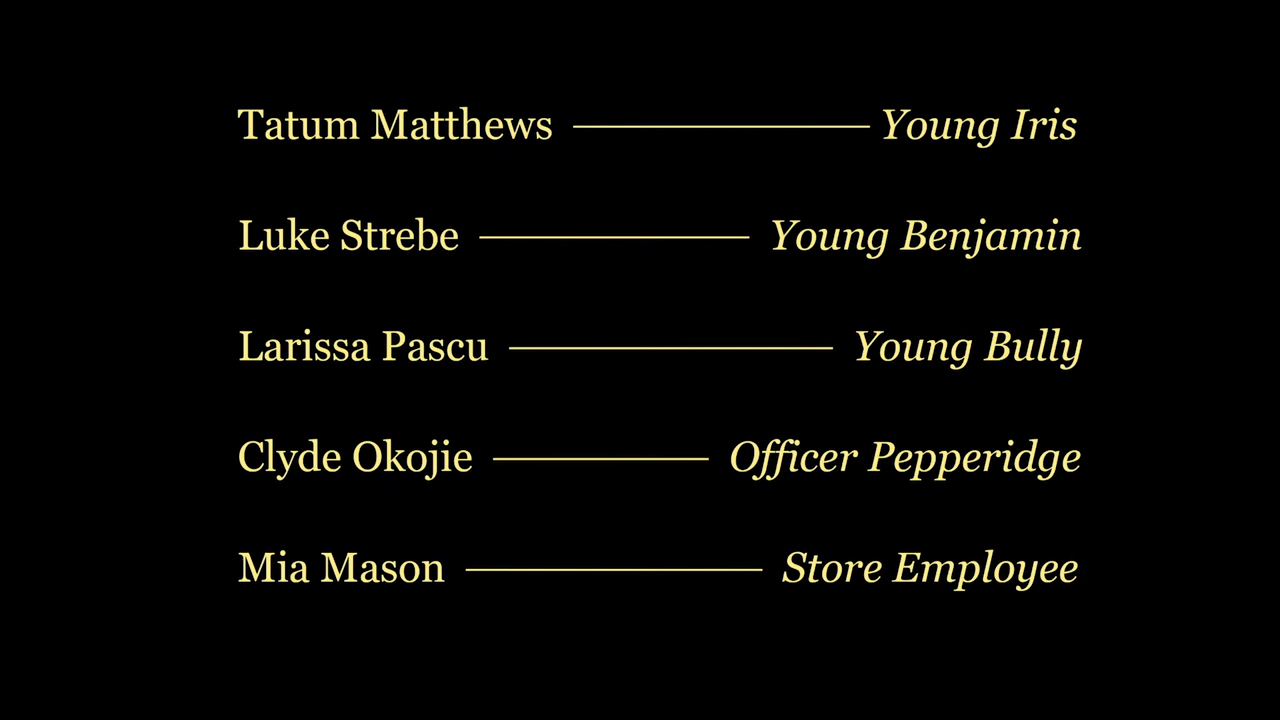 Tatum Matthews Young Iris
Luke Strebe Young Benjamin
Larissa Pascu Young Bully
Clyde Okojie Officer Pepperidge
Mia Mason Store Employee